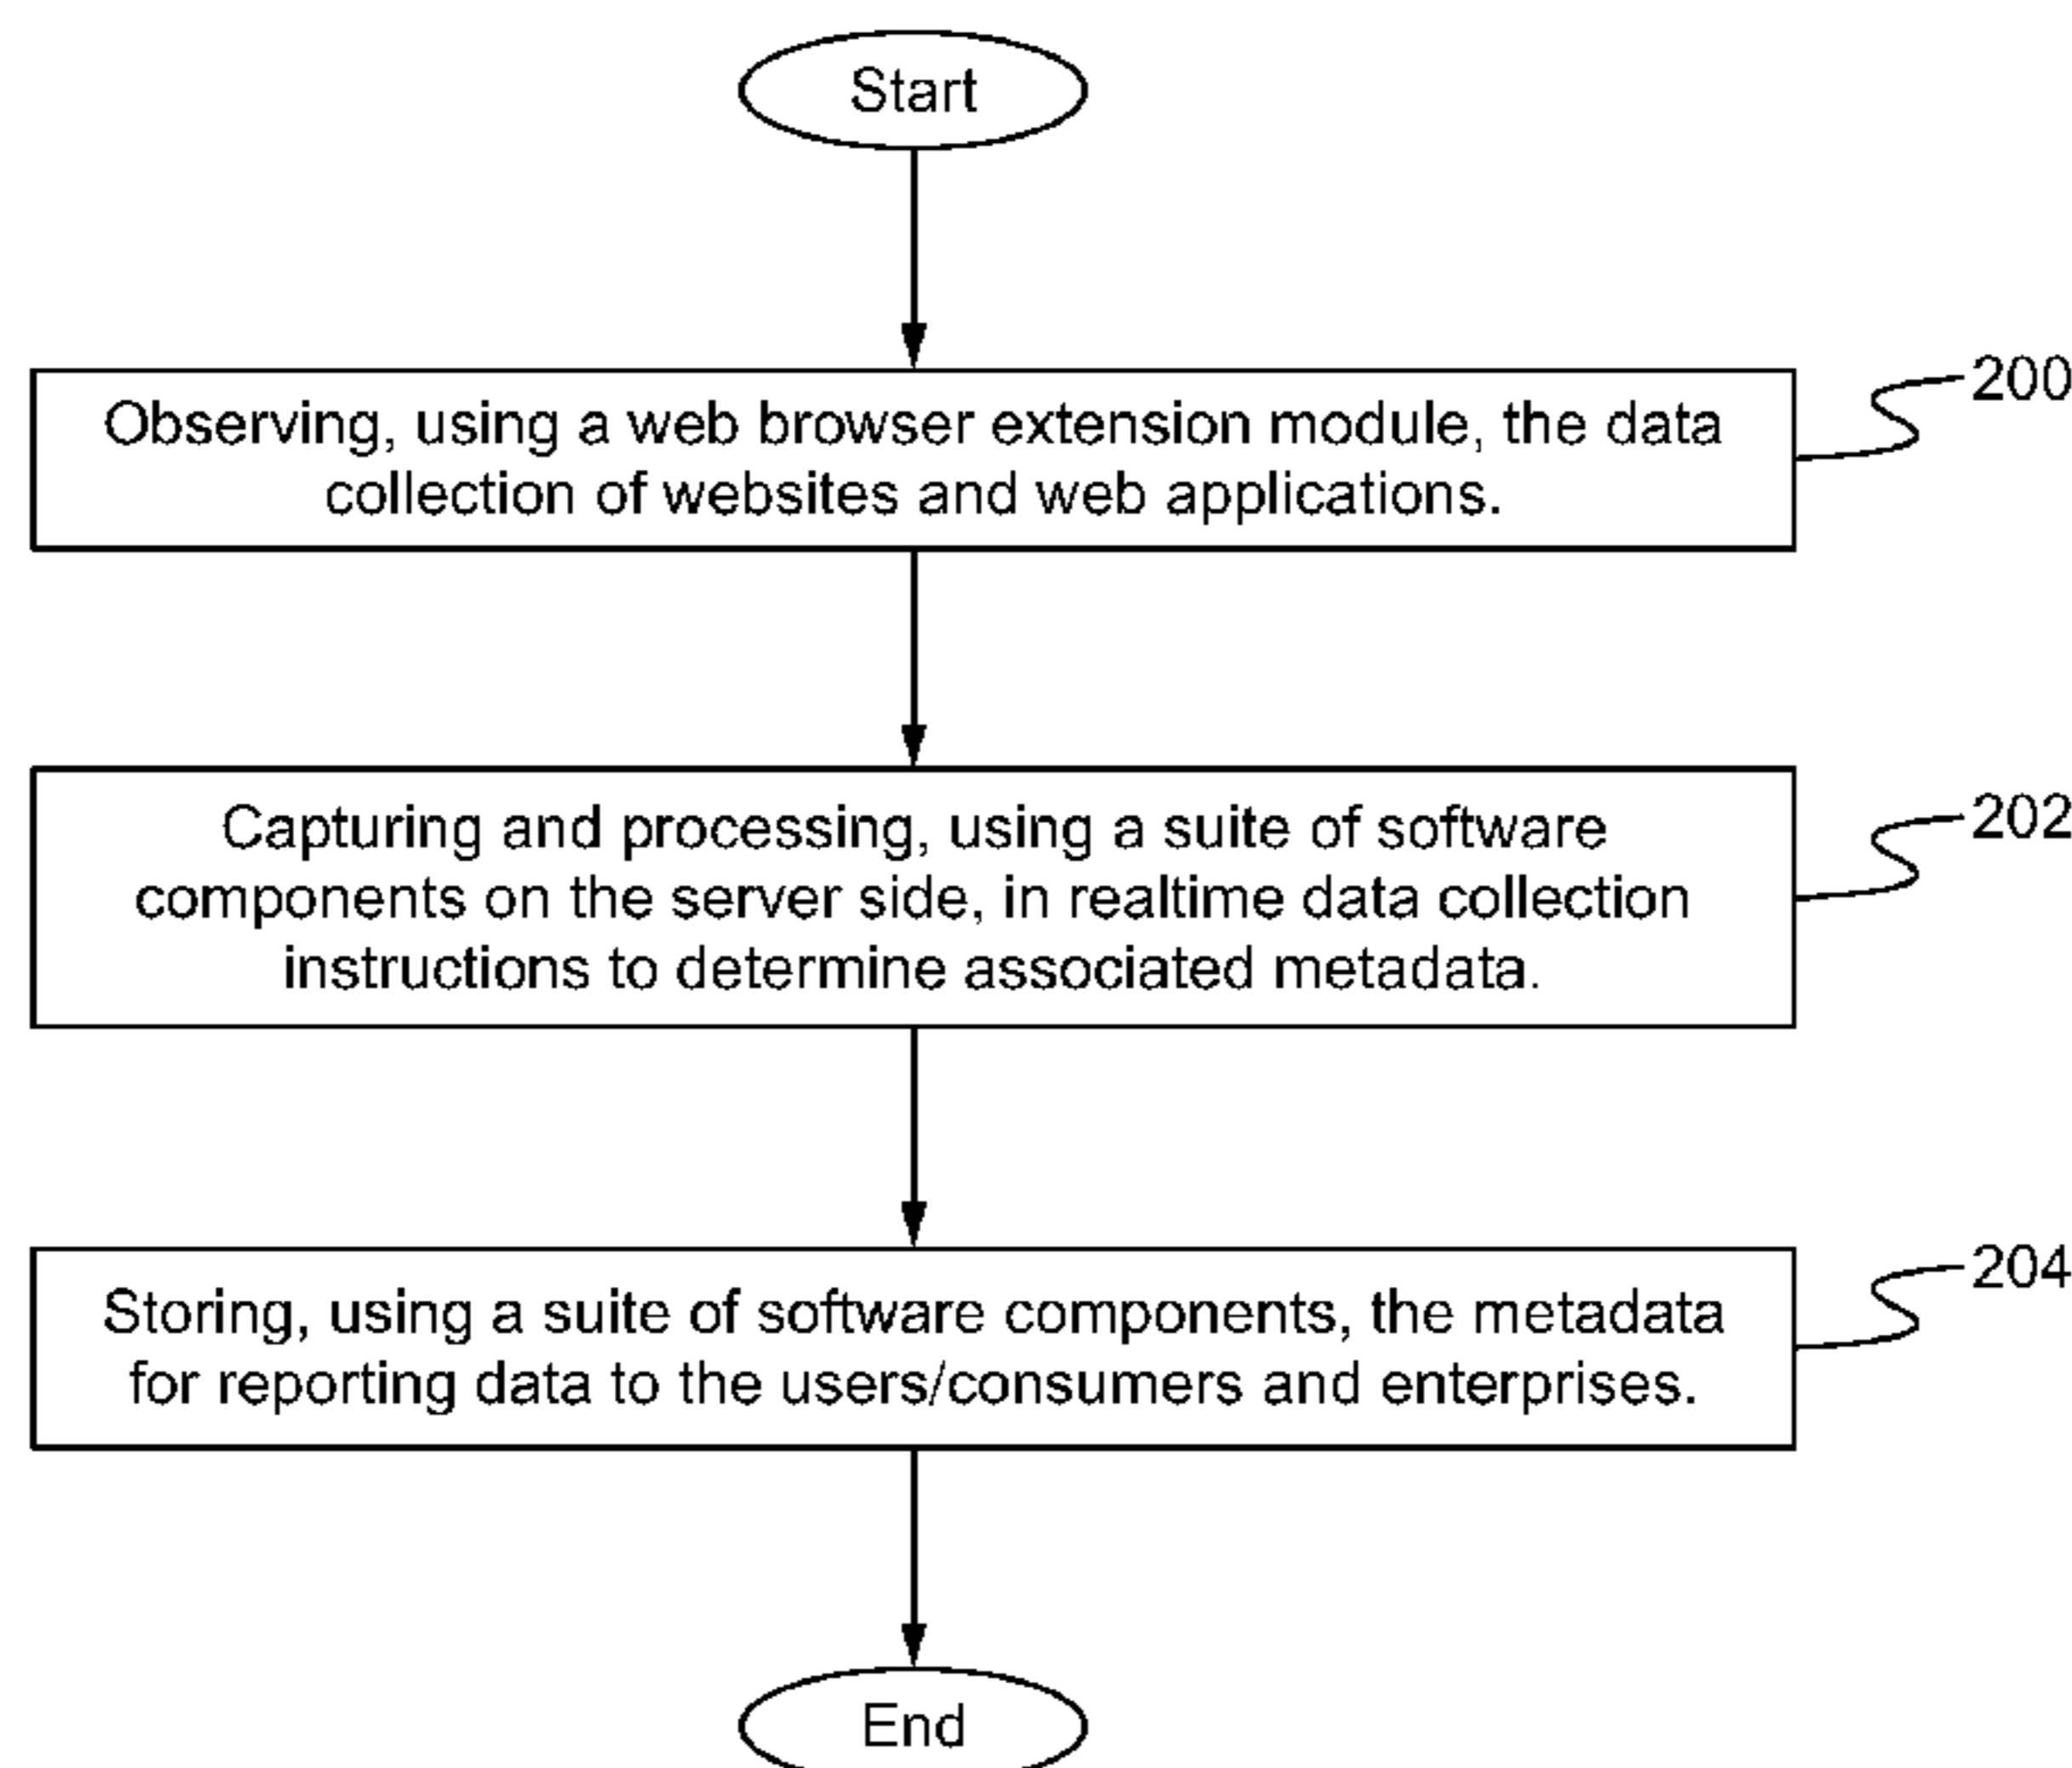 Start
Observing, using a web browser extension module, the data
collection of websites and web applications.
200
Capturing and processing, using a suite of software
components on the server side, in realtime data collection
instructions to determine associated metadata.
202
Storing, using a suite of software components, the metadata
for reporting data to the users/consumers and enterprises.
204
End